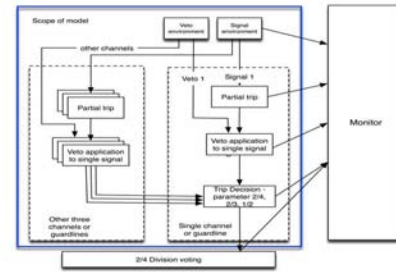 Scope of model
Veto
environment
Signal
environment
other channels
Veto 1
Signal 1
Partial trip
Partial trip
Monitor
Veto application
to single signal
Veto application
to single signal
Trip Decision -
parameter 2/4,
2/3, 1/2
Other three
channels or
guardlines
Single channel
or guardline
2/4 Division voting